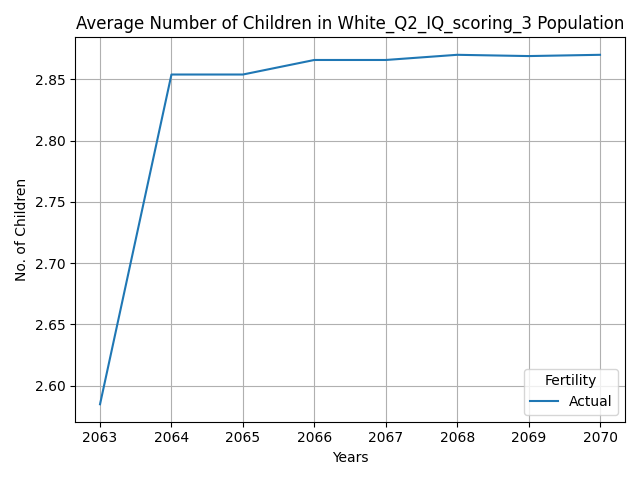 Average Number of Children in White_Q2_IQ_scoring_3 Population
No. of Children
2.85
2.80
2.75
2.70
2.65
2.60
2063 2064 2065 2066 2067 2068 2069 2070
Years
Fertility
Actual